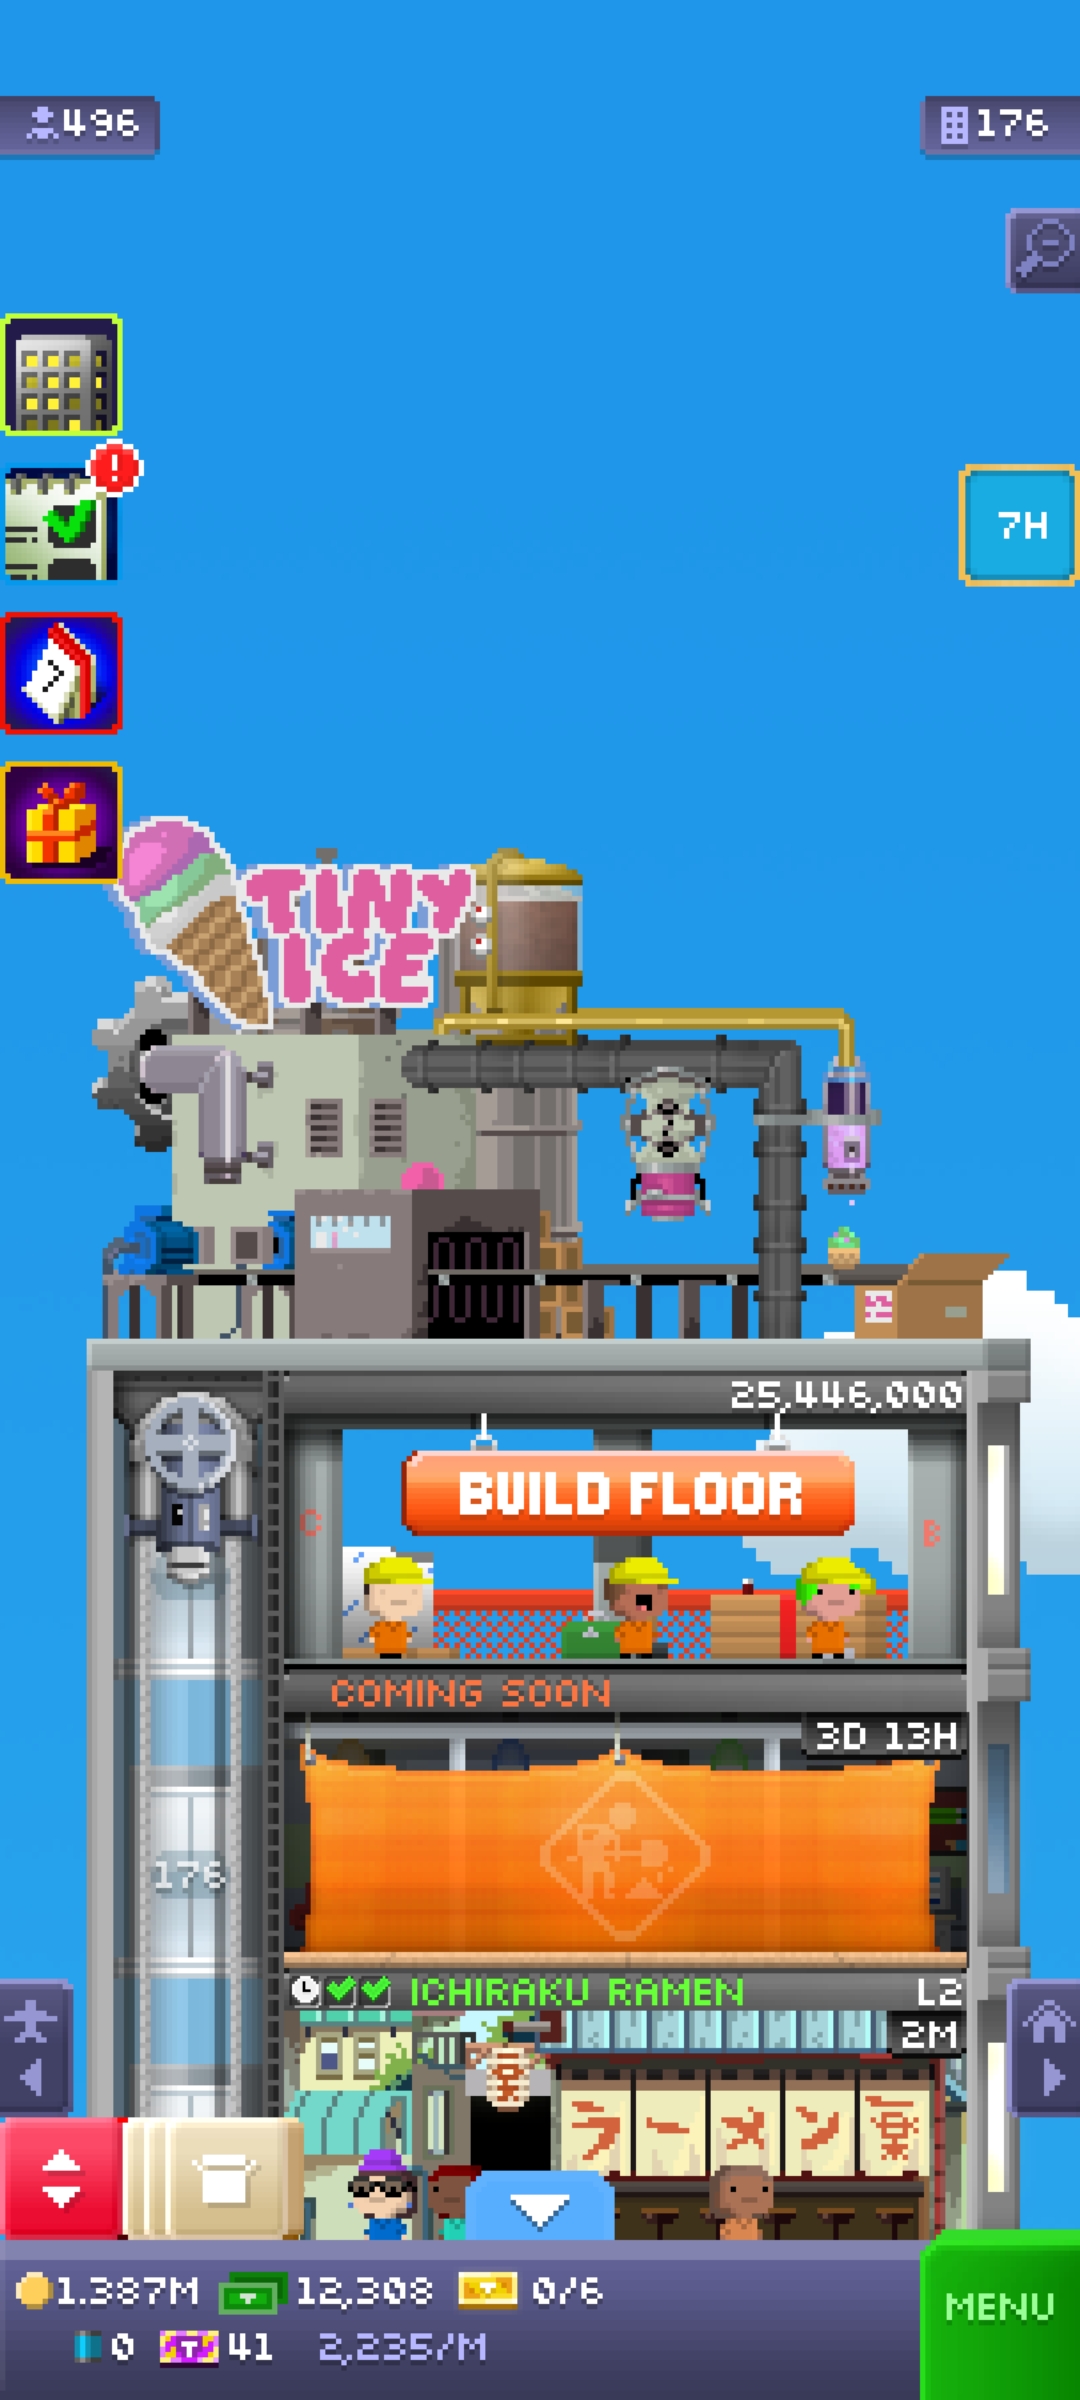 496
176
7H
TINY
ICE
25,446,000
BUILD FLOOR
C
B
COMING SOON
3D 13H
176
ICHIRAKU RAMEN L2
2M
ラーメン
1.387M 12,308 0/6
0 41 2,235/M
MENU